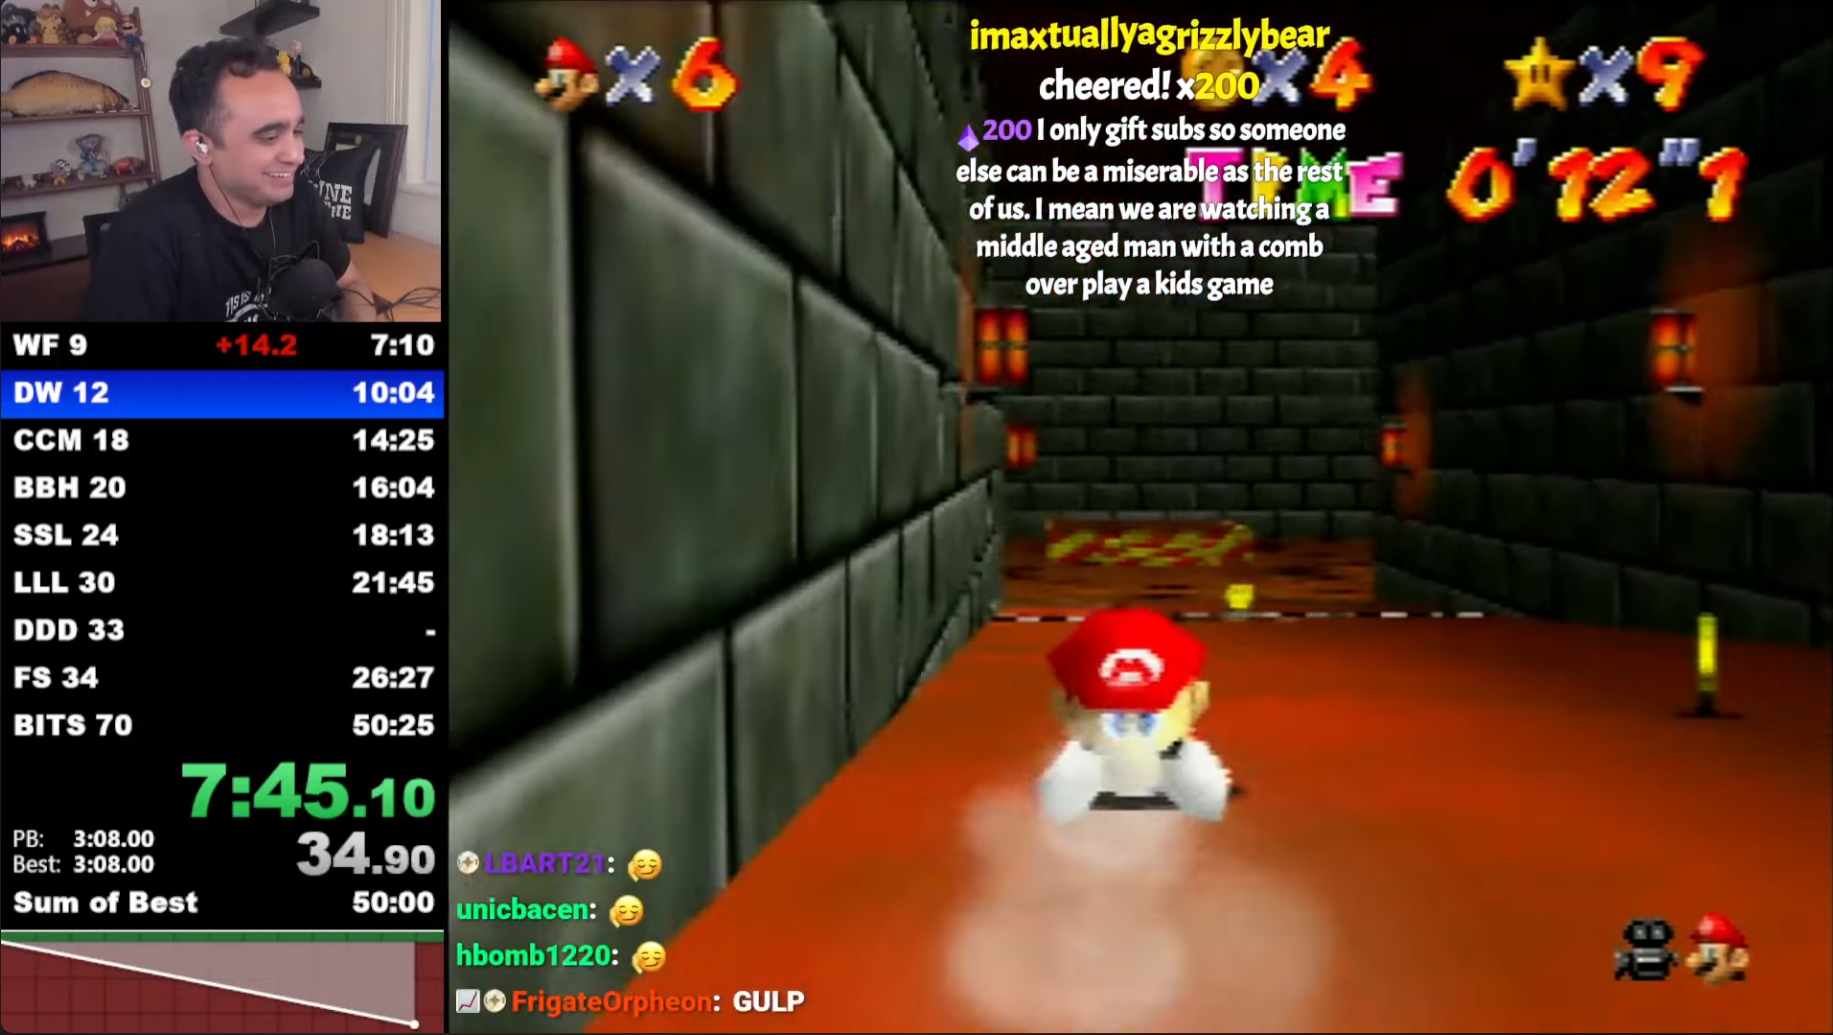 imaxtuallyagrizzlybear
cheered! x200
200 I only gift subs so someone
else can be a miserable as the rest
of us. I mean we are watching a
middle aged man with a comb
over play a kids game
x 6
x 4
x 9
TIME 0'12"1
WF 9 +14.2 7:10
DW 12 10:04
CCM 18 14:25
BBH 20 16:04
SSL 24 18:13
LLL 30 21:45
DDD 33 -
FS 34 26:27
BITS 70 50:25
7:45.10
PB: 3:08.00
Best: 3:08.00
34.90
Sum of Best 50:00
LBART21: 
unicbacen: 
hbomb1220: 
FrigateOrpheon: GULP
M